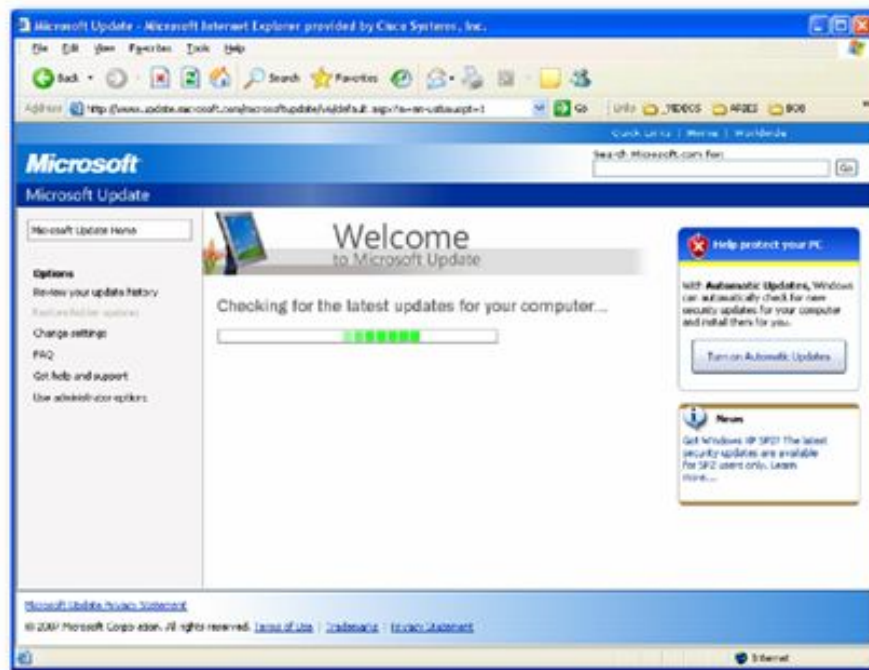 Microsoft Update - Microsoft Internet Explorer provided by Cisco Systems, Inc.
File Edit View Favorites Tools Help
Back Search Favorites
Address Go Links VIDEOS BOB
Quick Links | Home | Worldwide
Microsoft
Search Microsoft.com for:
Go
Microsoft Update
Microsoft Update Home
Welcome
to Microsoft Update
Help protect your PC
Options
Review your update history
Restore hidden updates
Change settings
FAQ
Get help and support
Use administrator options
Checking for the latest updates for your computer...
With Automatic Updates, Windows
can automatically check for new
security updates for your computer
and install them for you.
Turn on Automatic Updates
News
Got Windows XP SP2? The latest
security updates are available
for SP2 users only. Learn
more...
Microsoft Update Privacy Statement
© 2007 Microsoft Corporation. All rights reserved. Terms of Use | Trademarks | Privacy Statement
Internet